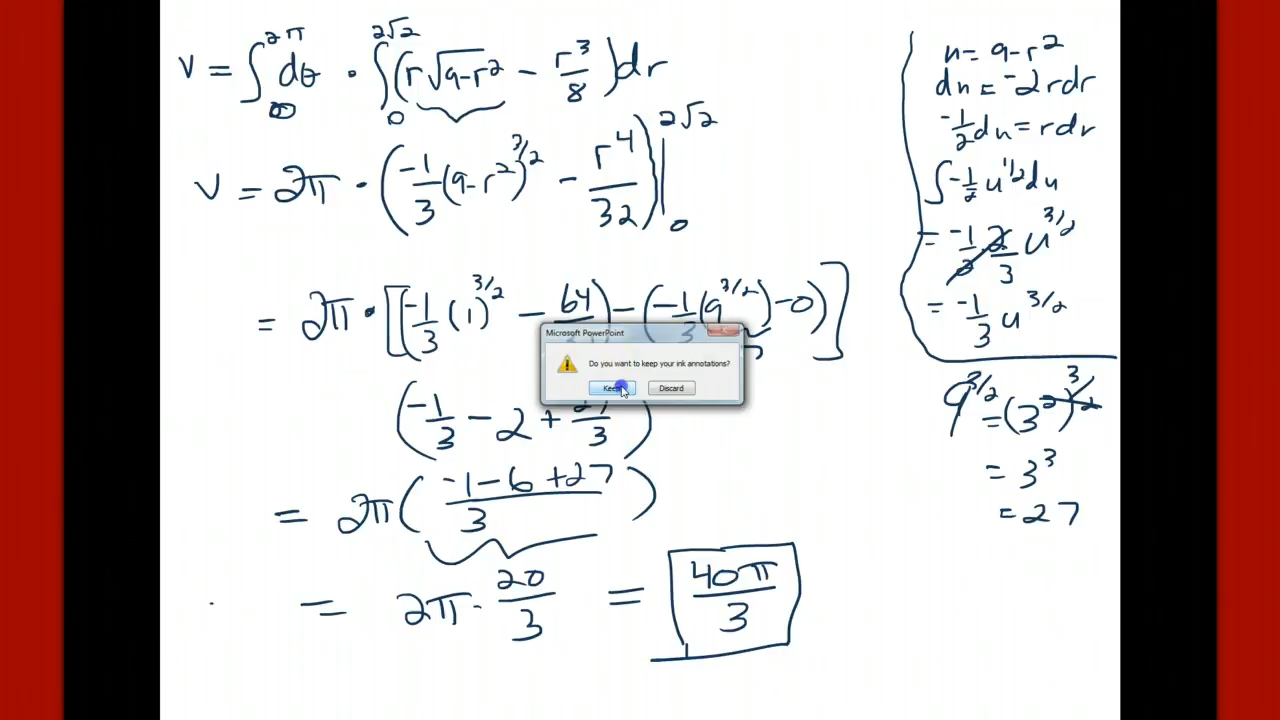 V = ∫₀^2π dθ · ∫₀^2√2 (r√9-r² - r³/8) dr
V = 2π · (-1/3 (9-r²)^3/2 - r⁴/32) |₀^2√2
= 2π · [(-1/3 (1)^3/2 - 64 ) - (-1/3 (9^3/2) - 0)]
(-1/3 - 2 + 27/3)
= 2π (-1-6+27/3)
= 2π · 20/3 = 40π/3
u = 9-r²
du = -2rdr
-1/2 du = rdr
∫ -1/2 u^1/2 du
= -1/2 · 2/3 u^3/2
= -1/3 u^3/2
9^3/2 = (3²)^3/2
= 3³
= 27
Microsoft PowerPoint
Do you want to keep your ink annotations?
Keep
Discard